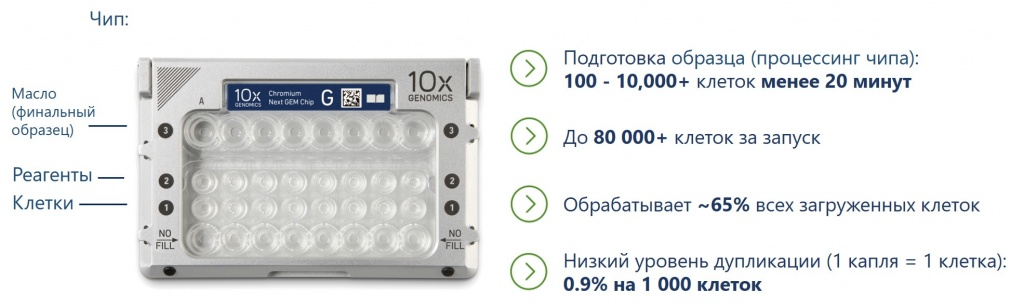 Чип:
Масло
(финальный
образец)
Реагенты
Клетки
A
10x
GENOMICS
Chromium
Next GEM Chip
G
10x
GENOMICS
3
3
2
2
1
1
NO
FILL
NO
FILL
Подготовка образца (процессинг чипа):
100 - 10,000+ клеток менее 20 минут
До 80 000+ клеток за запуск
Обрабатывает ~65% всех загруженных клеток
Низкий уровень дупликации (1 капля = 1 клетка):
0.9% на 1 000 клеток